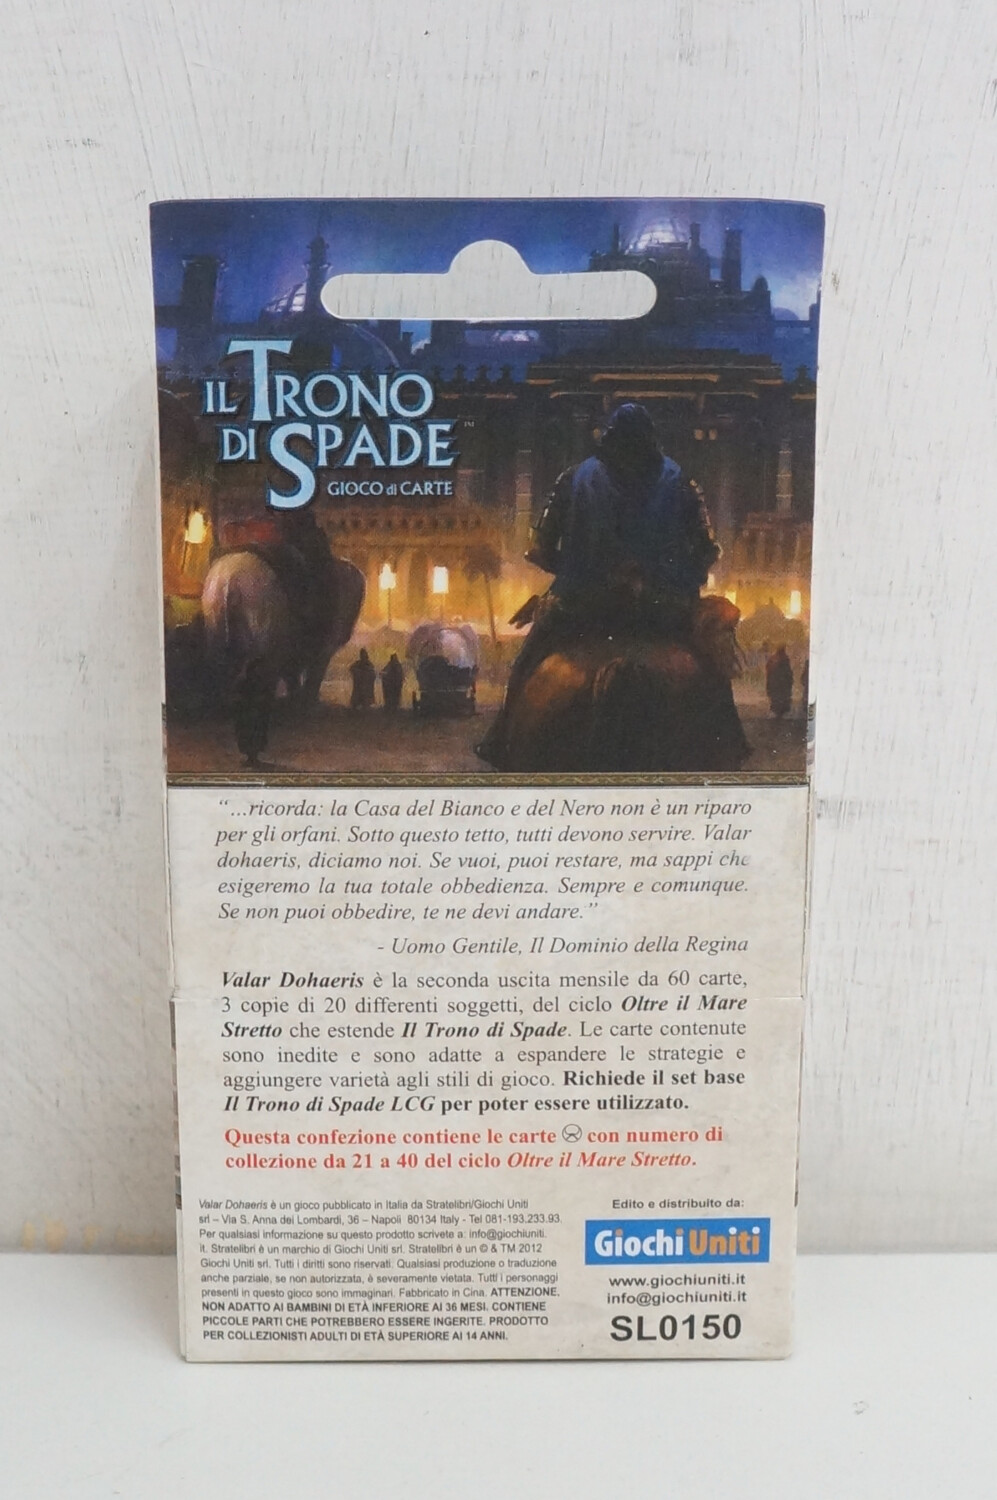 IL TRONO
DI SPADE™
GIOCO di CARTE
“...ricorda: la Casa del Bianco e del Nero non è un riparo
per gli orfani. Sotto questo tetto, tutti devono servire. Valar
dohaeris, diciamo noi. Se vuoi, puoi restare, ma sappi che
esigeremo la tua totale obbedienza. Sempre e comunque.
Se non puoi obbedire, te ne devi andare.”
- Uomo Gentile, Il Dominio della Regina
Valar Dohaeris è la seconda uscita mensile da 60 carte,
3 copie di 20 differenti soggetti, del ciclo Oltre il Mare
Stretto che estende Il Trono di Spade. Le carte contenute
sono inedite e sono adatte a espandere le strategie e
aggiungere varietà agli stili di gioco. Richiede il set base
Il Trono di Spade LCG per poter essere utilizzato.
Questa confezione contiene le carte con numero di
collezione da 21 a 40 del ciclo Oltre il Mare Stretto.
Valar Dohaeris è un gioco pubblicato in Italia da Stratelibri/Giochi Uniti
srl – Via S. Anna dei Lombardi, 36 – Napoli 80134 Italy - Tel 081-193.233.93.
Per qualsiasi informazione su questo prodotto scrivete a: info@giochiuniti.
it. Stratelibri è un marchio di Giochi Uniti srl. Stratelibri è un © & TM 2012
Giochi Uniti srl. Tutti i diritti sono riservati. Qualsiasi produzione o traduzione
anche parziale, se non autorizzata, è severamente vietata. Tutti i personaggi
presenti in questo gioco sono immaginari. Fabbricato in Cina. ATTENZIONE.
NON ADATTO AI BAMBINI DI ETÀ INFERIORE AI 36 MESI. CONTIENE
PICCOLE PARTI CHE POTREBBERO ESSERE INGERITE. PRODOTTO
PER COLLEZIONISTI ADULTI DI ETÀ SUPERIORE AI 14 ANNI.
Edito e distribuito da:
Giochi Uniti
www.giochiuniti.it
info@giochiuniti.it
SL0150